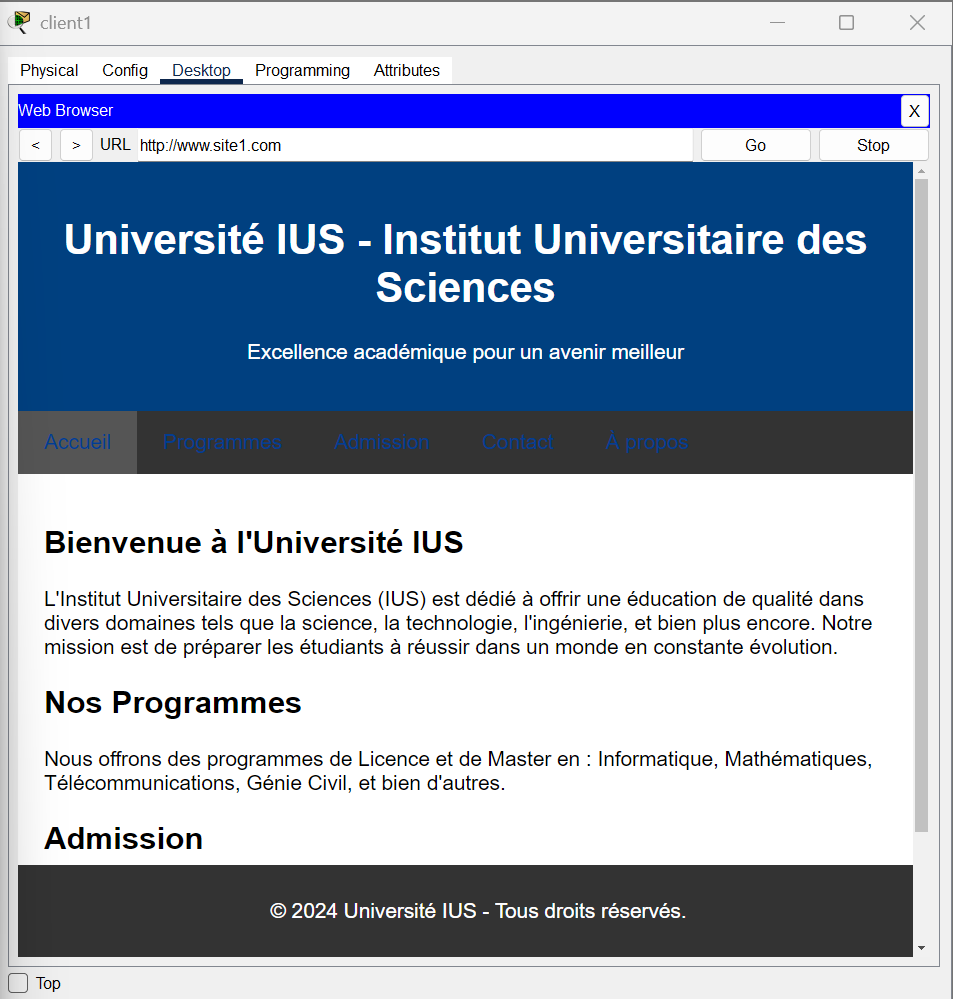 client1
Physical Config Desktop Programming Attributes
Web Browser X
< > URL http://www.site1.com Go Stop
Université IUS - Institut Universitaire des
Sciences
Excellence académique pour un avenir meilleur
Accueil Programmes Admission Contact À propos
Bienvenue à l'Université IUS
L'Institut Universitaire des Sciences (IUS) est dédié à offrir une éducation de qualité dans
divers domaines tels que la science, la technologie, l'ingénierie, et bien plus encore. Notre
mission est de préparer les étudiants à réussir dans un monde en constante évolution.
Nos Programmes
Nous offrons des programmes de Licence et de Master en : Informatique, Mathématiques,
Télécommunications, Génie Civil, et bien d'autres.
Admission
© 2024 Université IUS - Tous droits réservés.
Top